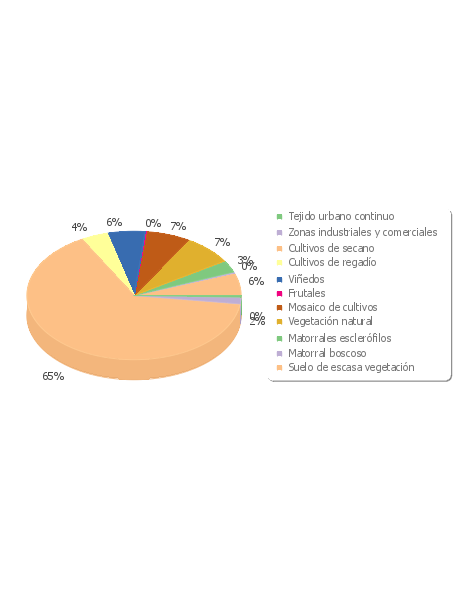 4%
6%
0%
7%
7%
3%
0%
6%
0%
2%
65%
Tejido urbano continuo
Zonas industriales y comerciales
Cultivos de secano
Cultivos de regadío
Viñedos
Frutales
Mosaico de cultivos
Vegetación natural
Matorrales esclerófilos
Matorral boscoso
Suelo de escasa vegetación